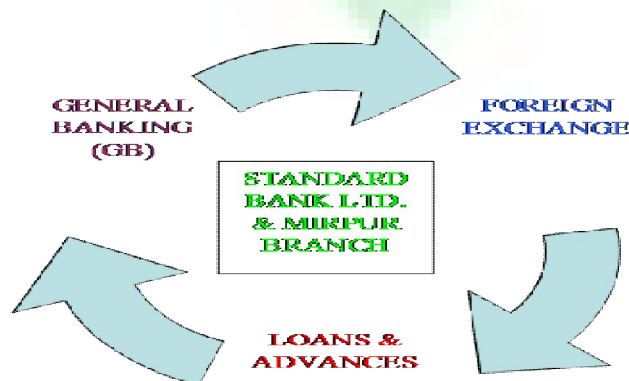 GENERAL
BANKING
(GB)
FOREIGN
EXCHANGE
STANDARD
BANK LTD.
& MIRPUR
BRANCH
LOANS &
ADVANCES